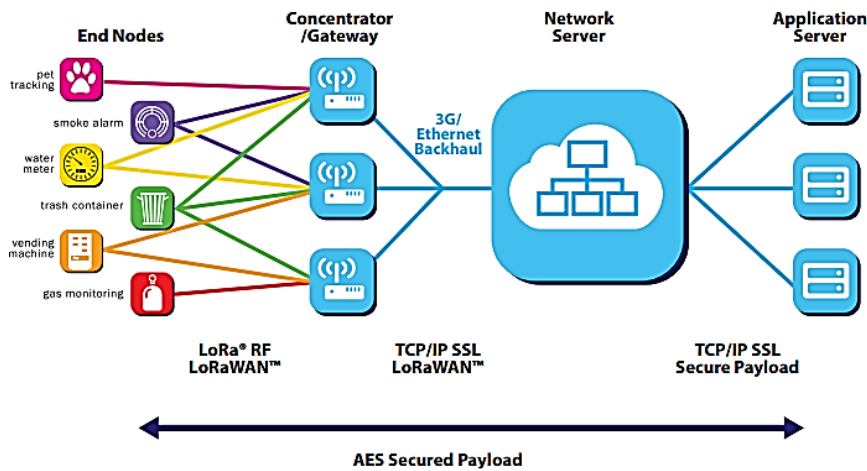 End Nodes
Concentrator
/Gateway
Network
Server
Application
Server
pet
tracking
smoke alarm
water
meter
trash container
vending
machine
gas monitoring
3G/
Ethernet
Backhaul
LoRa® RF
LoRaWAN™
TCP/IP SSL
LoRaWAN™
TCP/IP SSL
Secure Payload
AES Secured Payload